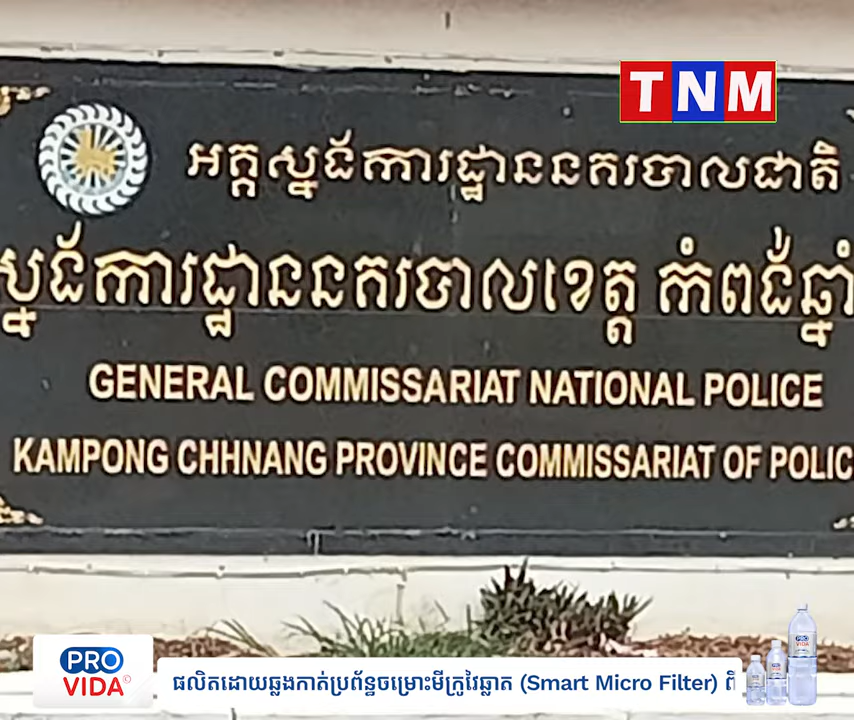 TNM
អគ្គស្នងការដ្ឋាននគរបាលជាតិ
ស្នងការដ្ឋាននគរបាលខេត្ត កំពង់ឆ្នាំ
GENERAL COMMISSARIAT NATIONAL POLICE
KAMPONG CHHNANG PROVINCE COMMISSARIAT OF POLIC
PRO
VIDA
ផលិតដោយឆ្លងកាត់ប្រព័ន្ធចម្រោះមីក្រូវៃឆ្លាត (Smart Micro Filter) ពី